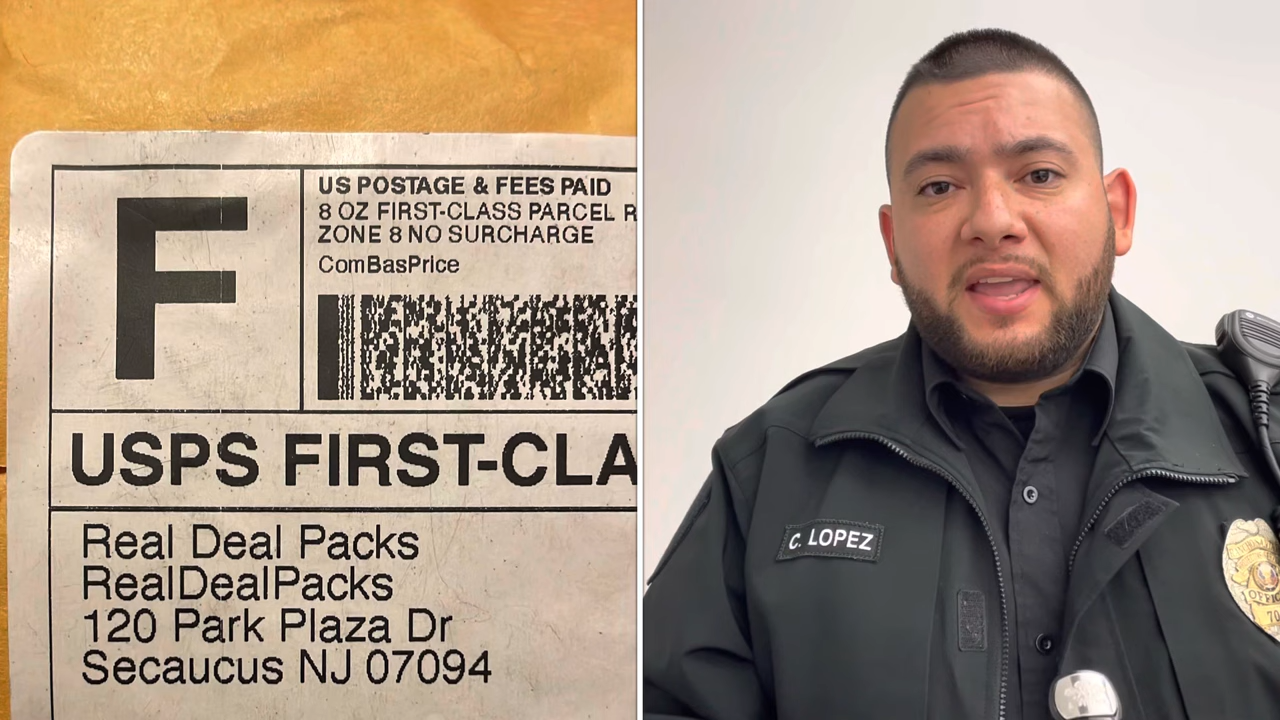 F
US POSTAGE & FEES PAID
8 OZ FIRST-CLASS PARCEL R
ZONE 8 NO SURCHARGE
ComBasPrice
USPS FIRST-CLA
Real Deal Packs
RealDealPacks
120 Park Plaza Dr
Secaucus NJ 07094
C. LOPEZ